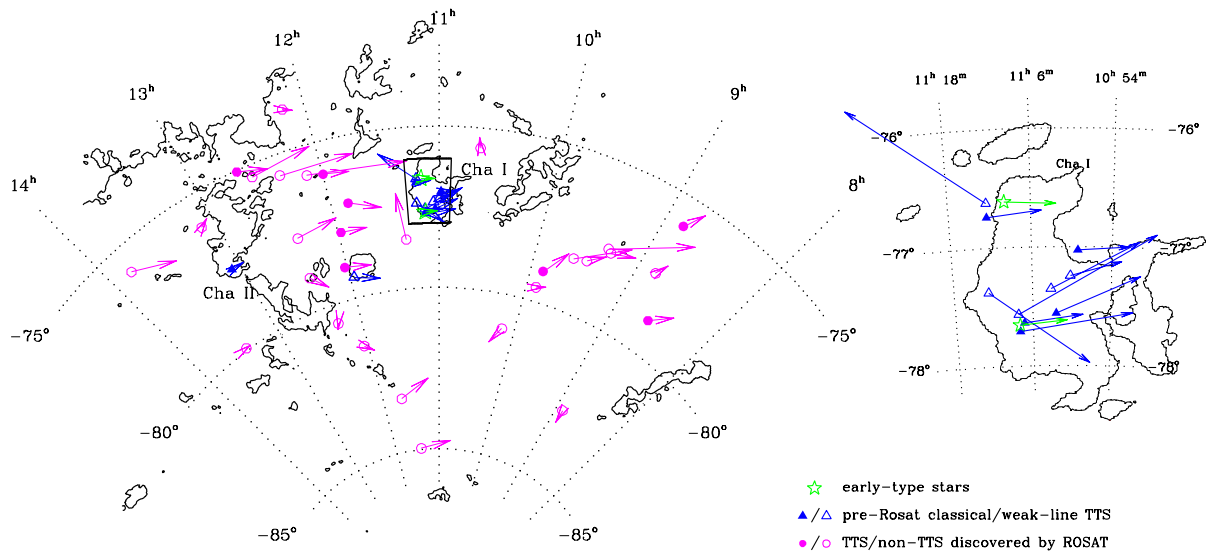 11ʰ
12ʰ
10ʰ
13ʰ
9ʰ
14ʰ
8ʰ
Cha I
Cha II
−75°
−75°
−80°
−80°
−85°
−85°
11ʰ 18ᵐ
11ʰ 6ᵐ
10ʰ 54ᵐ
−76°
−76°
Cha I
−77°
−77°
−78°
−78°
early−type stars
/ pre−Rosat classical/weak−line TTS
/ TTS/non−TTS discovered by ROSAT